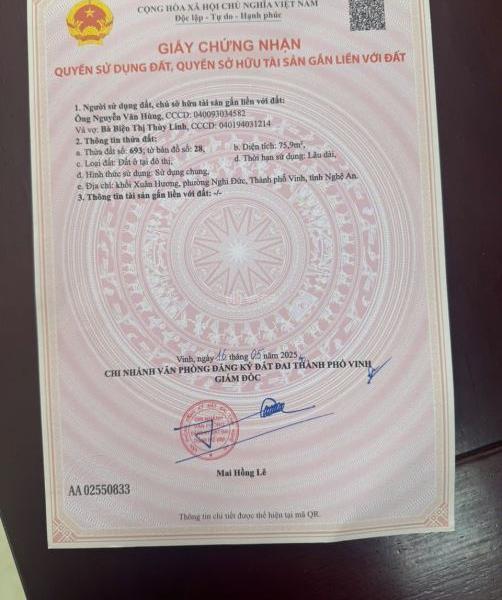 CỘNG HÒA XÃ HỘI CHỦ NGHĨA VIỆT NAM
Độc lập - Tự do - Hạnh phúc
GIẤY CHỨNG NHẬN
QUYỀN SỬ DỤNG ĐẤT, QUYỀN SỞ HỮU TÀI SẢN GẮN LIỀN VỚI ĐẤT
1. Người sử dụng đất, chủ sở hữu tài sản gắn liền với đất:
Ông Nguyễn Văn Hùng, CCCD: 040093034582
Và vợ: Bà Biện Thị Thùy Linh, CCCD: 040194031214
2. Thông tin thửa đất:
a. Thửa đất số: 693; tờ bản đồ số: 28, b. Diện tích: 75,9m²,
c. Loại đất: Đất ở tại đô thị, d. Thời hạn sử dụng: Lâu dài,
đ. Hình thức sử dụng: Sử dụng chung,
e. Địa chỉ: khối Xuân Hương, phường Nghi Đức, Thành phố Vinh, tỉnh Nghệ An.
3. Thông tin tài sản gắn liền với đất: -/-
Vinh, ngày 16 tháng 05 năm 2025
CHI NHÁNH VĂN PHÒNG ĐĂNG KÝ ĐẤT ĐAI THÀNH PHỐ VINH
GIÁM ĐỐC
Mai Hồng Lê
AA 02550833
Thông tin chi tiết được thể hiện tại mã QR.